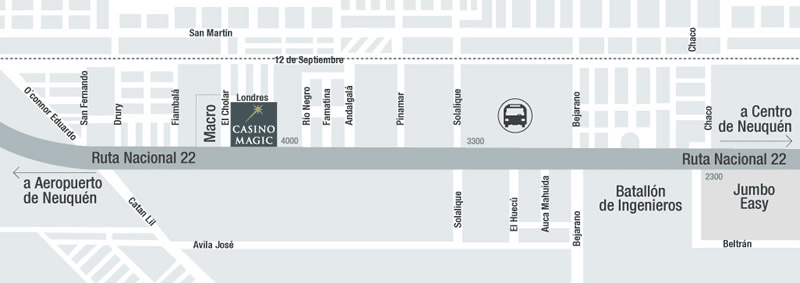 San Martín
Chaco
12 de Septiembre
O'connor Eduardo
San Fernando
Drury
Fiambalá
Macro
El Cholar
Londres
CASINO
MAGIC
4000
Río Negro
Famatina
Andalgalá
Pinamar
Solalique
3300
Bejarano
Chaco
a Centro
de Neuquén
Ruta Nacional 22
Ruta Nacional 22
a Aeropuerto
de Neuquén
Catan Lil
Avila José
Solalique
El Huecú
Auca Mahuida
Bejarano
Batallón
de Ingenieros
2300
Jumbo
Easy
Beltrán